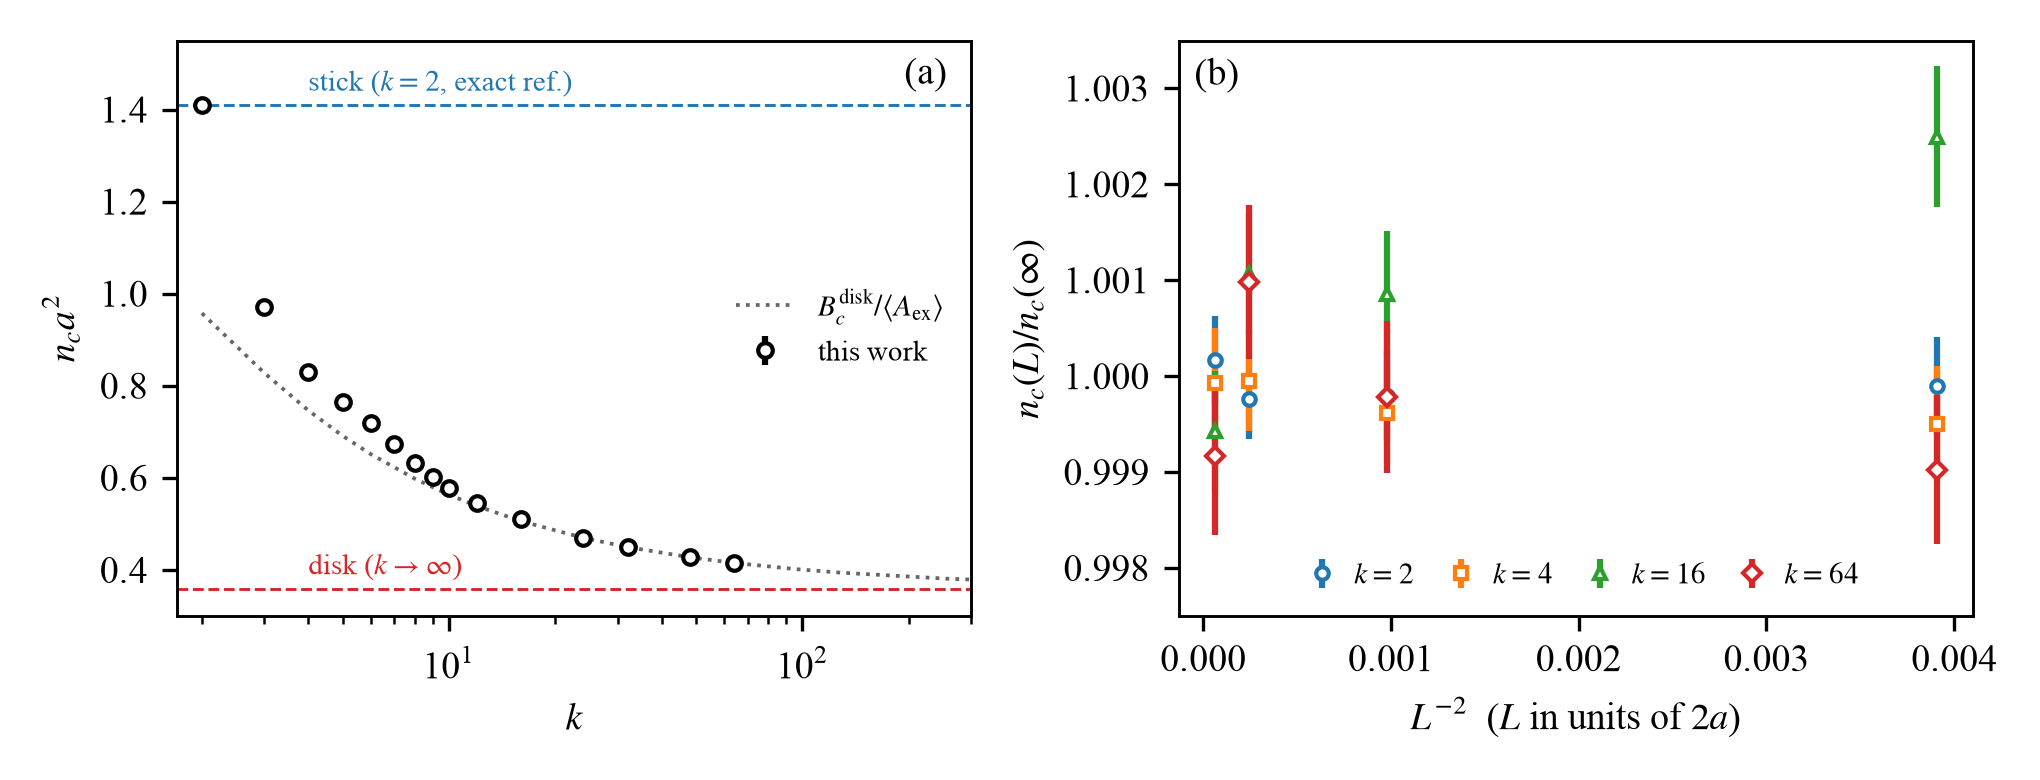 (a)
stick (k = 2, exact ref.)
1.4
1.2
1.0
0.8
0.6
0.4
n_c a^2
B_c^disk/⟨A_ex⟩
this work
disk (k → ∞)
10^1
10^2
k
(b)
1.003
1.002
1.001
1.000
0.999
0.998
n_c(L)/n_c(∞)
k = 2
k = 4
k = 16
k = 64
0.000
0.001
0.002
0.003
0.004
L^−2 (L in units of 2a)